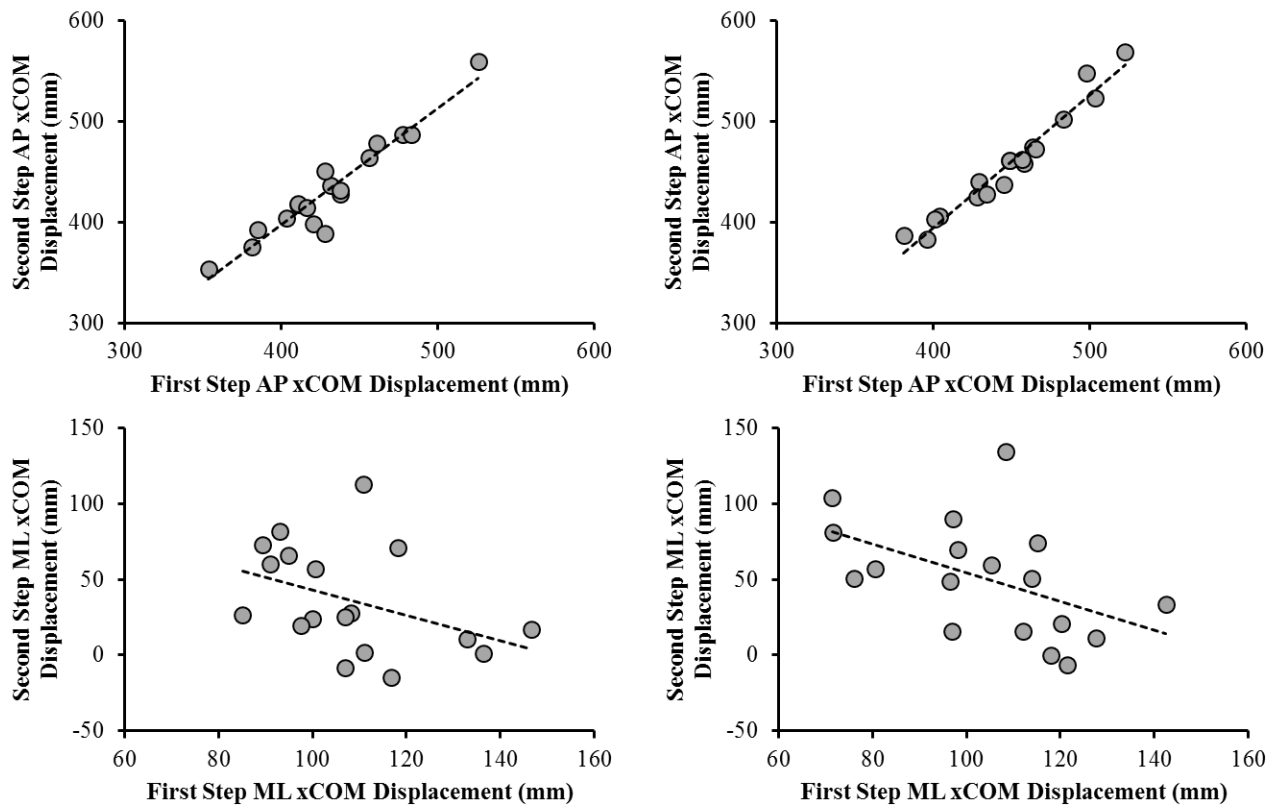 Second Step AP xCOM
Displacement (mm)
600
500
400
300
300 400 500 600
First Step AP xCOM Displacement (mm)
Second Step AP xCOM
Displacement (mm)
600
500
400
300
300 400 500 600
First Step AP xCOM Displacement (mm)
Second Step ML xCOM
Displacement (mm)
150
100
50
0
-50
60 80 100 120 140 160
First Step ML xCOM Displacement (mm)
Second Step ML xCOM
Displacement (mm)
150
100
50
0
-50
60 80 100 120 140 160
First Step ML xCOM Displacement (mm)